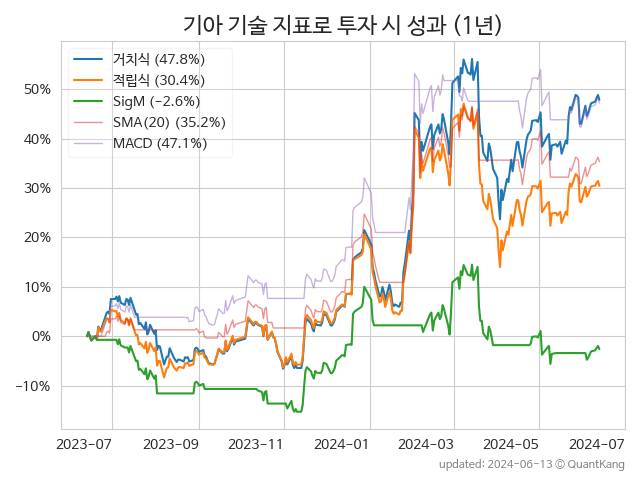 기아 기술 지표로 투자 시 성과 (1년)
거치식 (47.8%)
적립식 (30.4%)
SigM (−2.6%)
SMA(20) (35.2%)
MACD (47.1%)
50%
40%
30%
20%
10%
0%
−10%
2023-07 2023-09 2023-11 2024-01 2024-03 2024-05 2024-07
updated: 2024-06-13 © QuantKang